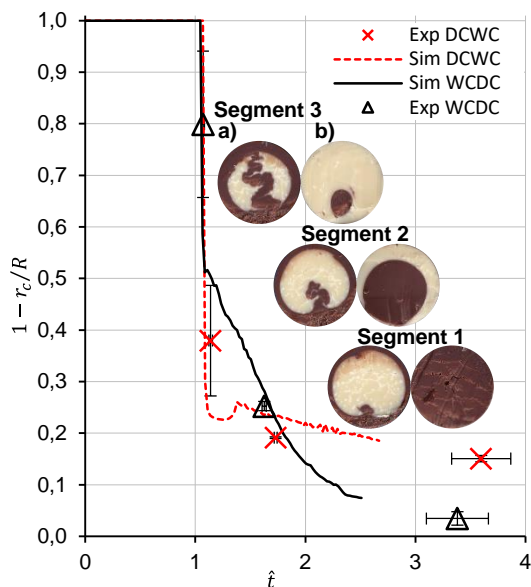 1,0
0,9
0,8
0,7
0,6
0,5
0,4
0,3
0,2
0,1
0,0
1 − r_c/R
0 1 2 3 4
t̂
Exp DCWC
Sim DCWC
Sim WCDC
Exp WCDC
Segment 3
a) b)
Segment 2
Segment 1